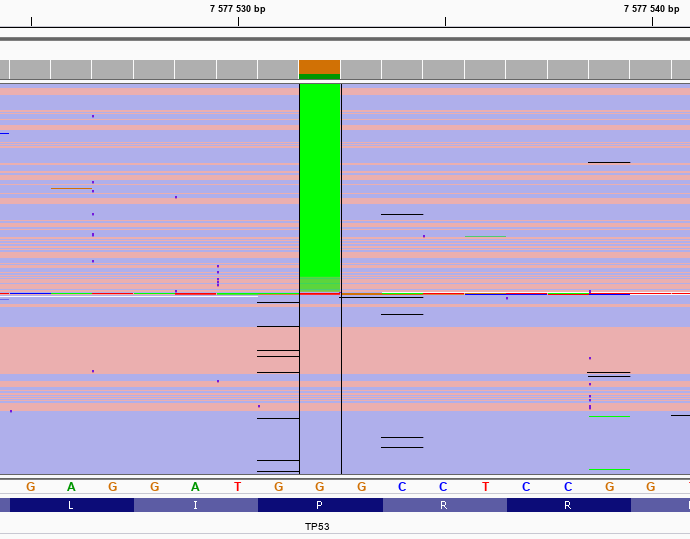 7 577 530 bp 7 577 540 bp
G A G G A T G G G C C T C C G G
L I P R R
TP53